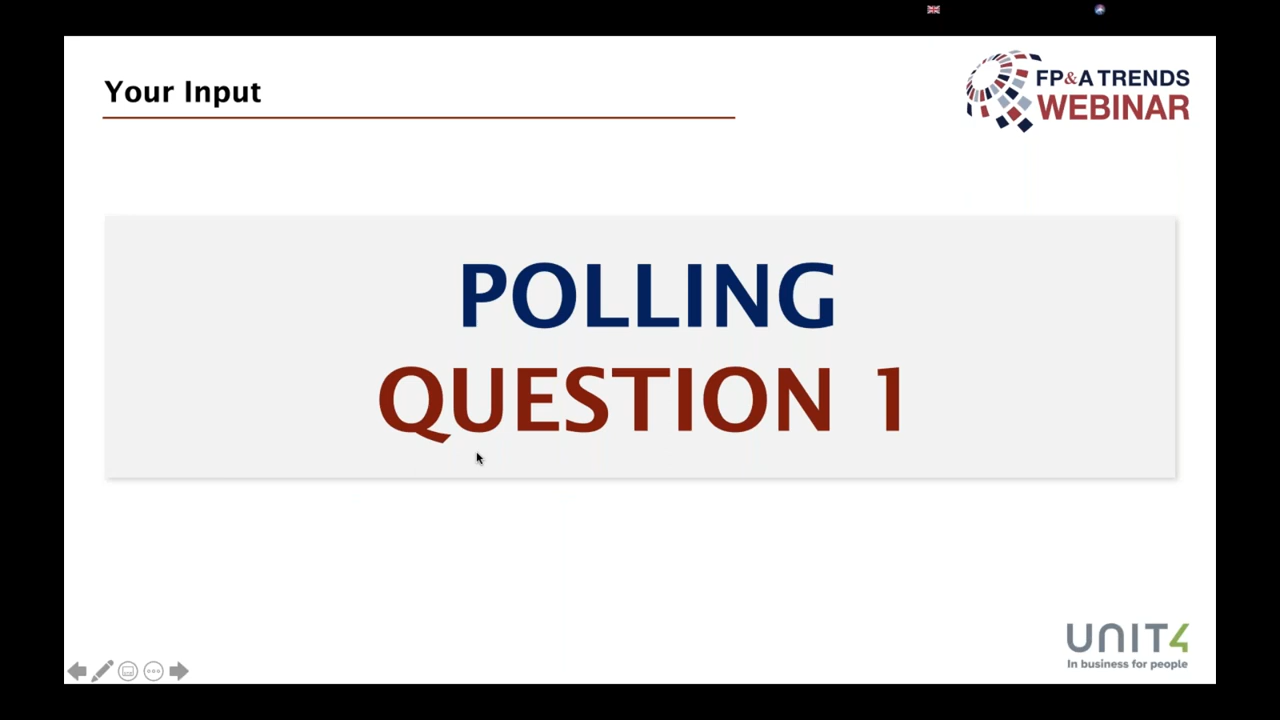 Your Input
FP&A TRENDS
WEBINAR
POLLING
QUESTION 1
UNIT4
In business for people